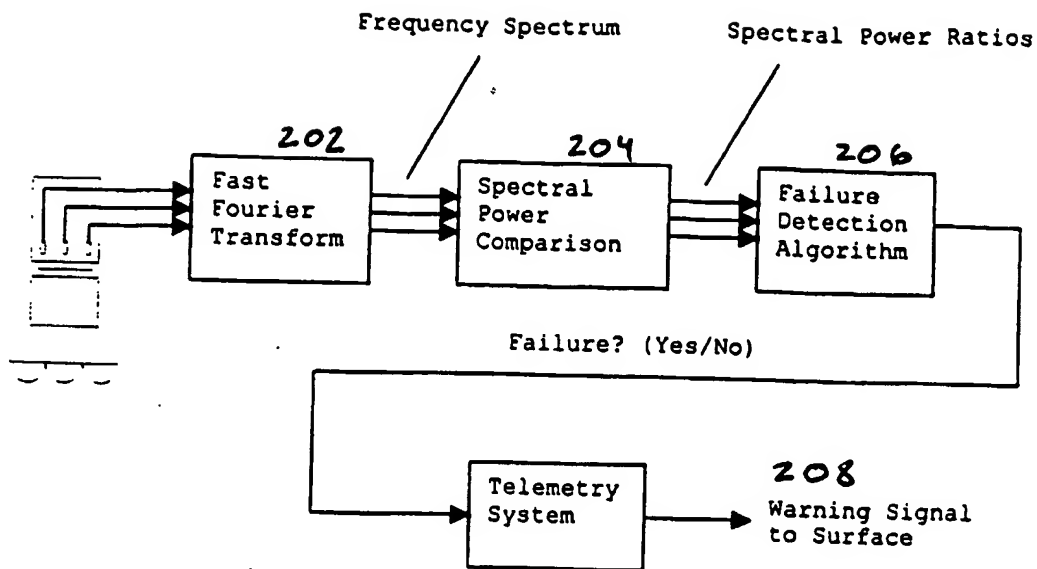 Frequency Spectrum
Spectral Power Ratios
202
204
206
Fast
Fourier
Transform
Spectral
Power
Comparison
Failure
Detection
Algorithm
Failure? (Yes/No)
Telemetry
System
208
Warning Signal
to Surface